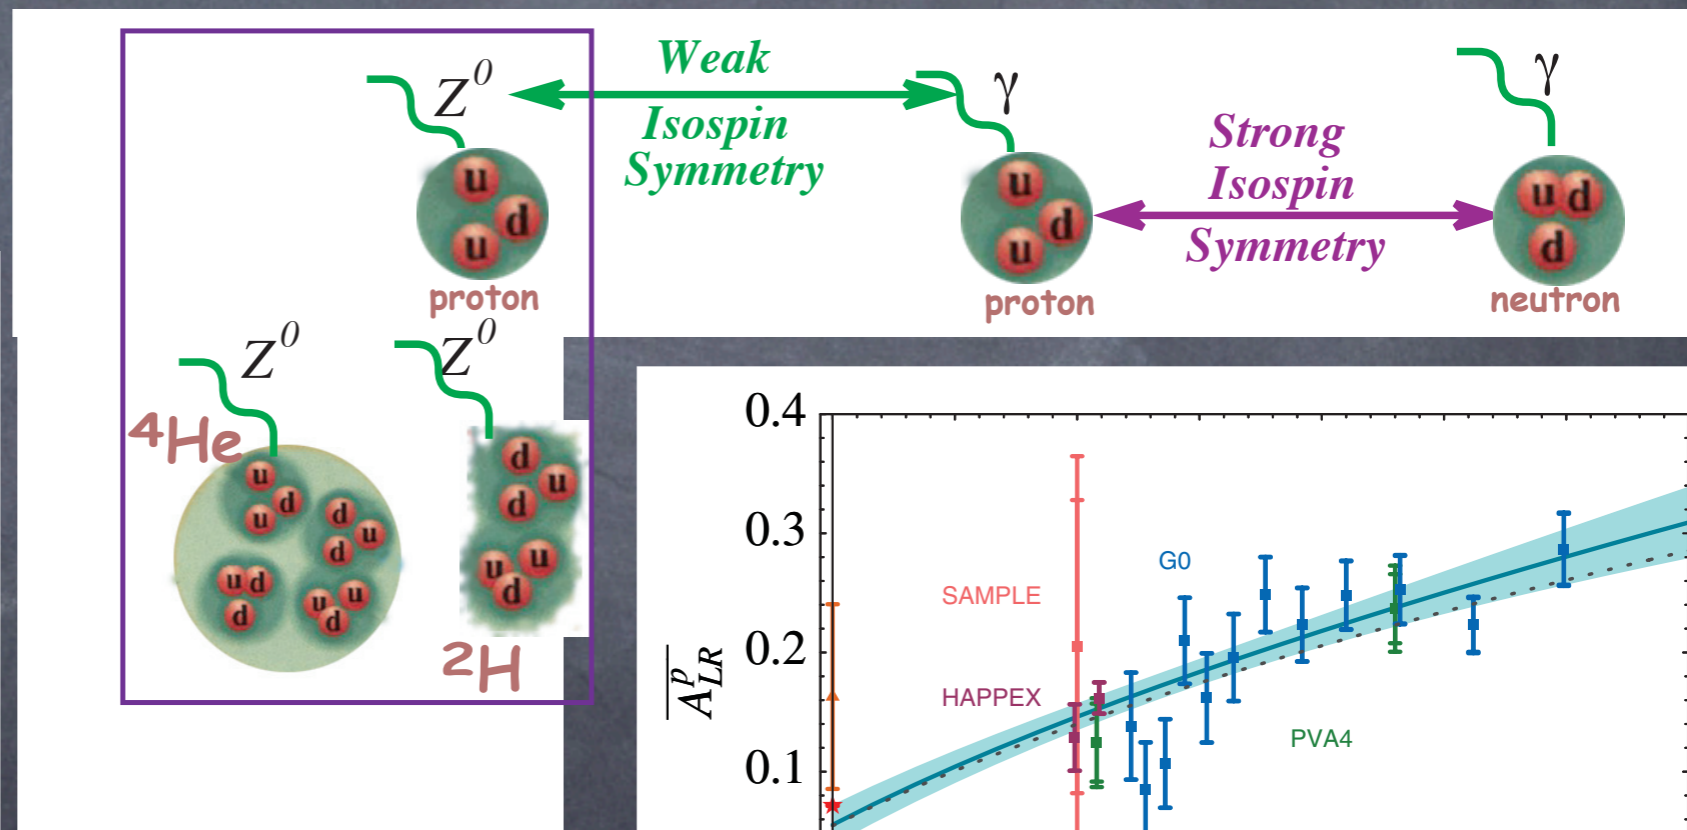 Z⁰
Weak
Isospin
Symmetry
γ
Strong
Isospin
Symmetry
γ
u
d
u
proton
u
d
u
proton
u d
d
neutron
Z⁰
Z⁰
⁴He
u
d
u
d
u
d
u d
d
u u
d
d
u
d
u u
d
²H
0.4
0.3
0.2
0.1
A^p_LR
SAMPLE
HAPPEX
G0
PVA4